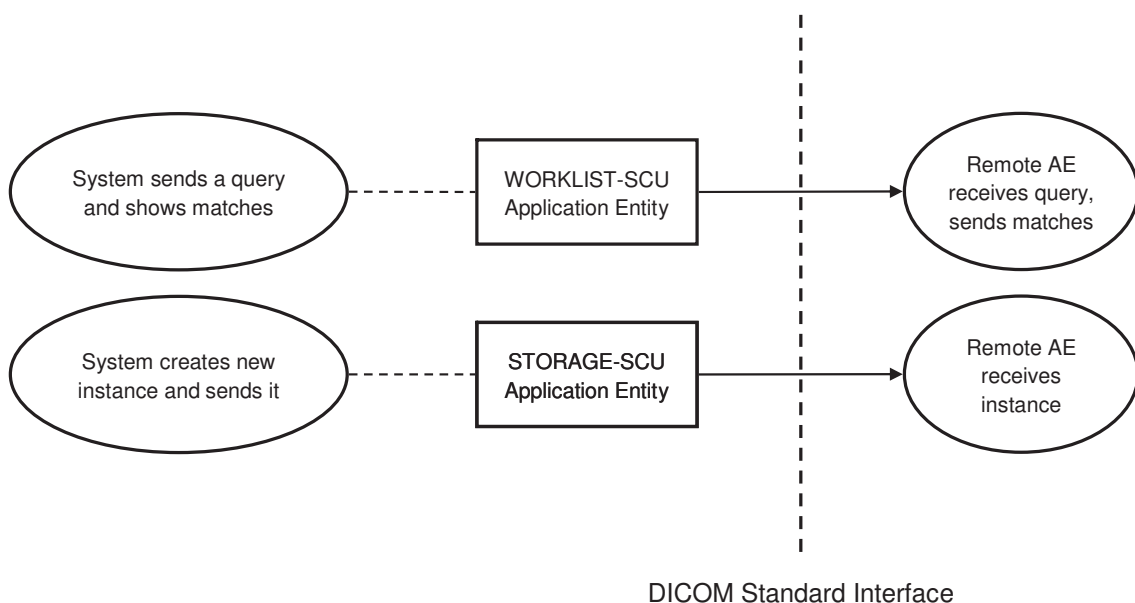 System sends a query
and shows matches
WORKLIST-SCU
Application Entity
Remote AE
receives query,
sends matches
System creates new
instance and sends it
STORAGE-SCU
Application Entity
Remote AE
receives
instance
DICOM Standard Interface